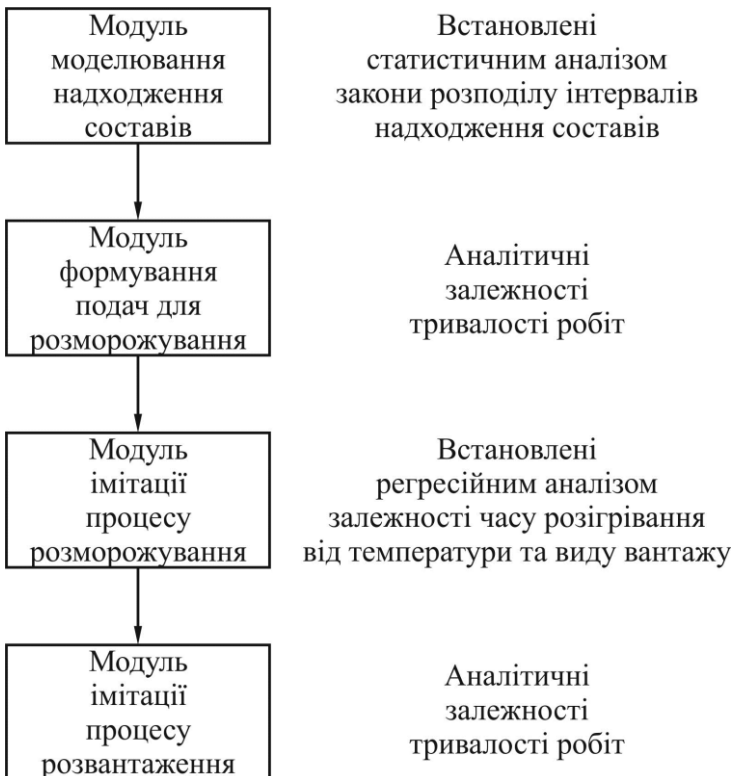 Модуль
моделювання
надходження
составів
Встановлені
статистичним аналізом
закони розподілу інтервалів
надходження составів
Модуль
формування
подач для
розморожування
Аналітичні
залежності
тривалості робіт
Модуль
імітації
процесу
розморожування
Встановлені
регресійним аналізом
залежності часу розігрівання
від температури та виду вантажу
Модуль
імітації
процесу
розвантаження
Аналітичні
залежності
тривалості робіт